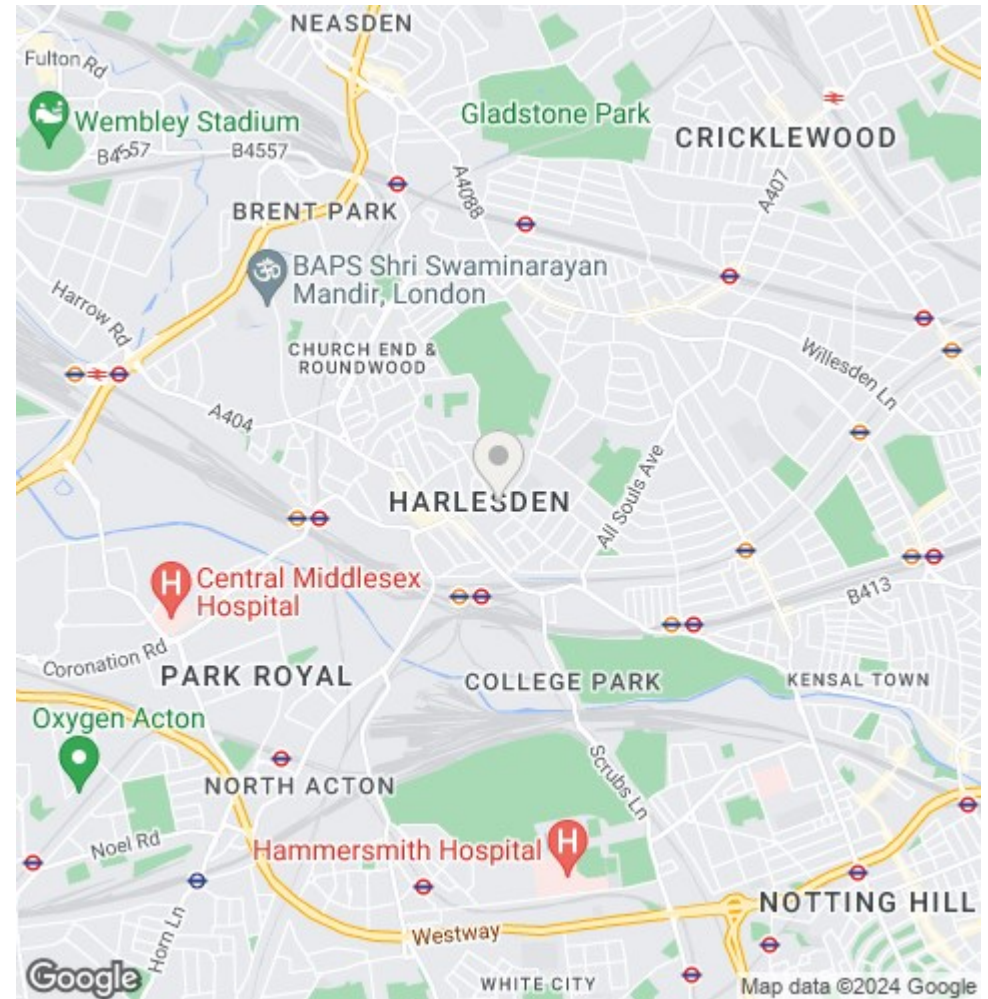 NEASDEN
Fulton Rd
Wembley Stadium
Gladstone Park
CRICKLEWOOD
B4557
B4557
A4088
A407
BRENT PARK
BAPS Shri Swaminarayan
Mandir, London
Harrow Rd
CHURCH END &
ROUNDWOOD
Willesden Ln
A404
HARLESDEN
All Souls Ave
Central Middlesex
Hospital
B413
Coronation Rd
PARK ROYAL
COLLEGE PARK
KENSAL TOWN
Oxygen Acton
Scrubs Ln
NORTH ACTON
Noel Rd
Hammersmith Hospital
H
H
NOTTING HILL
Horn Ln
Westway
WHITE CITY
Google
Map data ©2024 Google